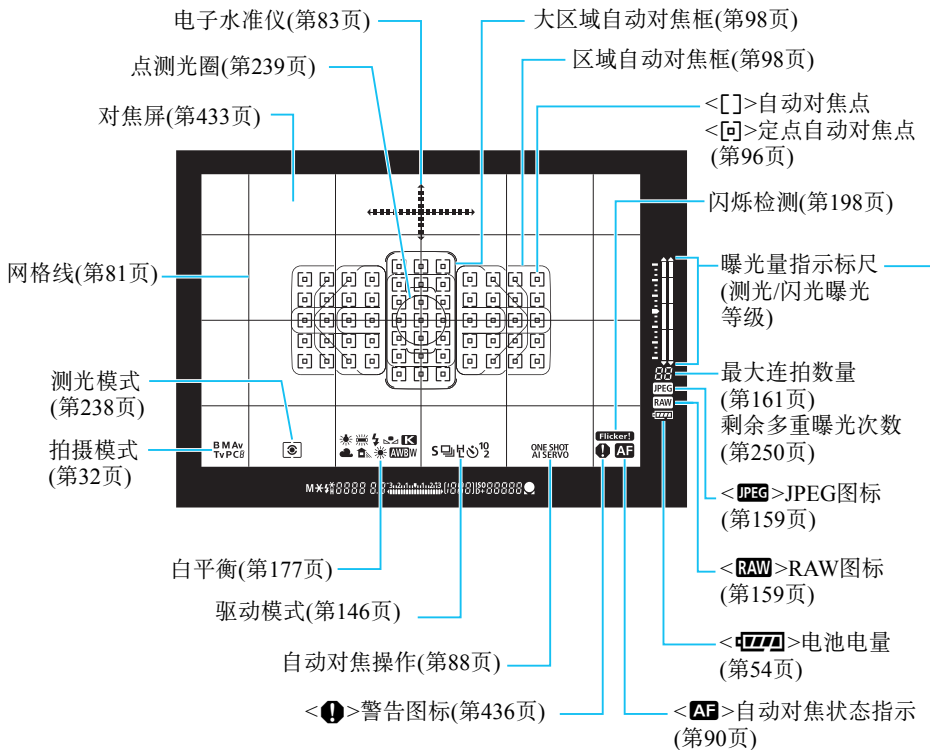 电子水准仪(第83页)
大区域自动对焦框(第98页)
点测光圈(第239页)
区域自动对焦框(第98页)
对焦屏(第433页)
<[ ]>自动对焦点
<[▫]>定点自动对焦点
(第96页)
闪烁检测(第198页)
网格线(第81页)
曝光量指示标尺
(测光/闪光曝光
等级)
测光模式
(第238页)
最大连拍数量
(第161页)
剩余多重曝光次数
(第250页)
拍摄模式
(第32页)
<JPEG>JPEG图标
(第159页)
JPEG
RAW
Flicker!
AF
B M Av
Tv P C
K
AWB W
S 10 2
ONE SHOT
AI SERVO
白平衡(第177页)
<RAW>RAW图标
(第159页)
驱动模式(第146页)
自动对焦操作(第88页)
<电池>电池电量
(第54页)
<!>警告图标(第436页)
<AF>自动对焦状态指示
(第90页)